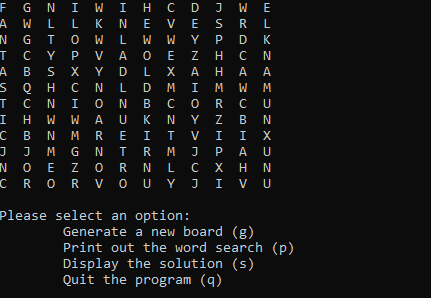 F G N I W I H C D J W E
A W L L K N E V E S R L
N G T O W L W W Y P D K
T C Y P V A O E Z H C N
A B S X Y D L X A H A A
S Q H C N L D M I M W M
T C N I O N B C O R C U
I H W W A U K N Y Z B N
C B N M R E I T V I I X
J J M G N T R M J P A U
N O E Z O R N L C X H N
C R O R V O U Y J I V U
Please select an option:
Generate a new board (g)
Print out the word search (p)
Display the solution (s)
Quit the program (q)